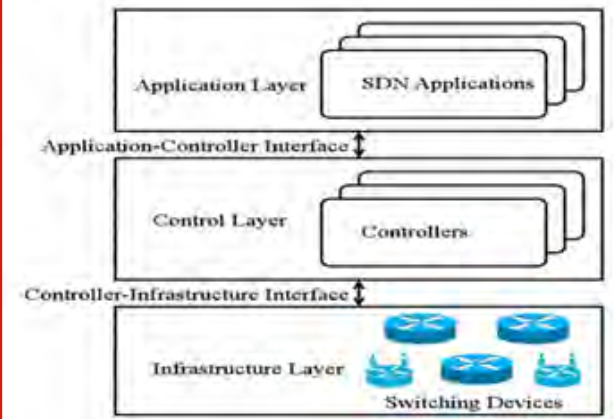 Application Layer
SDN Applications
Application-Controller Interface
Control Layer
Controllers
Controller-Infrastructure Interface
Infrastructure Layer
Switching Devices